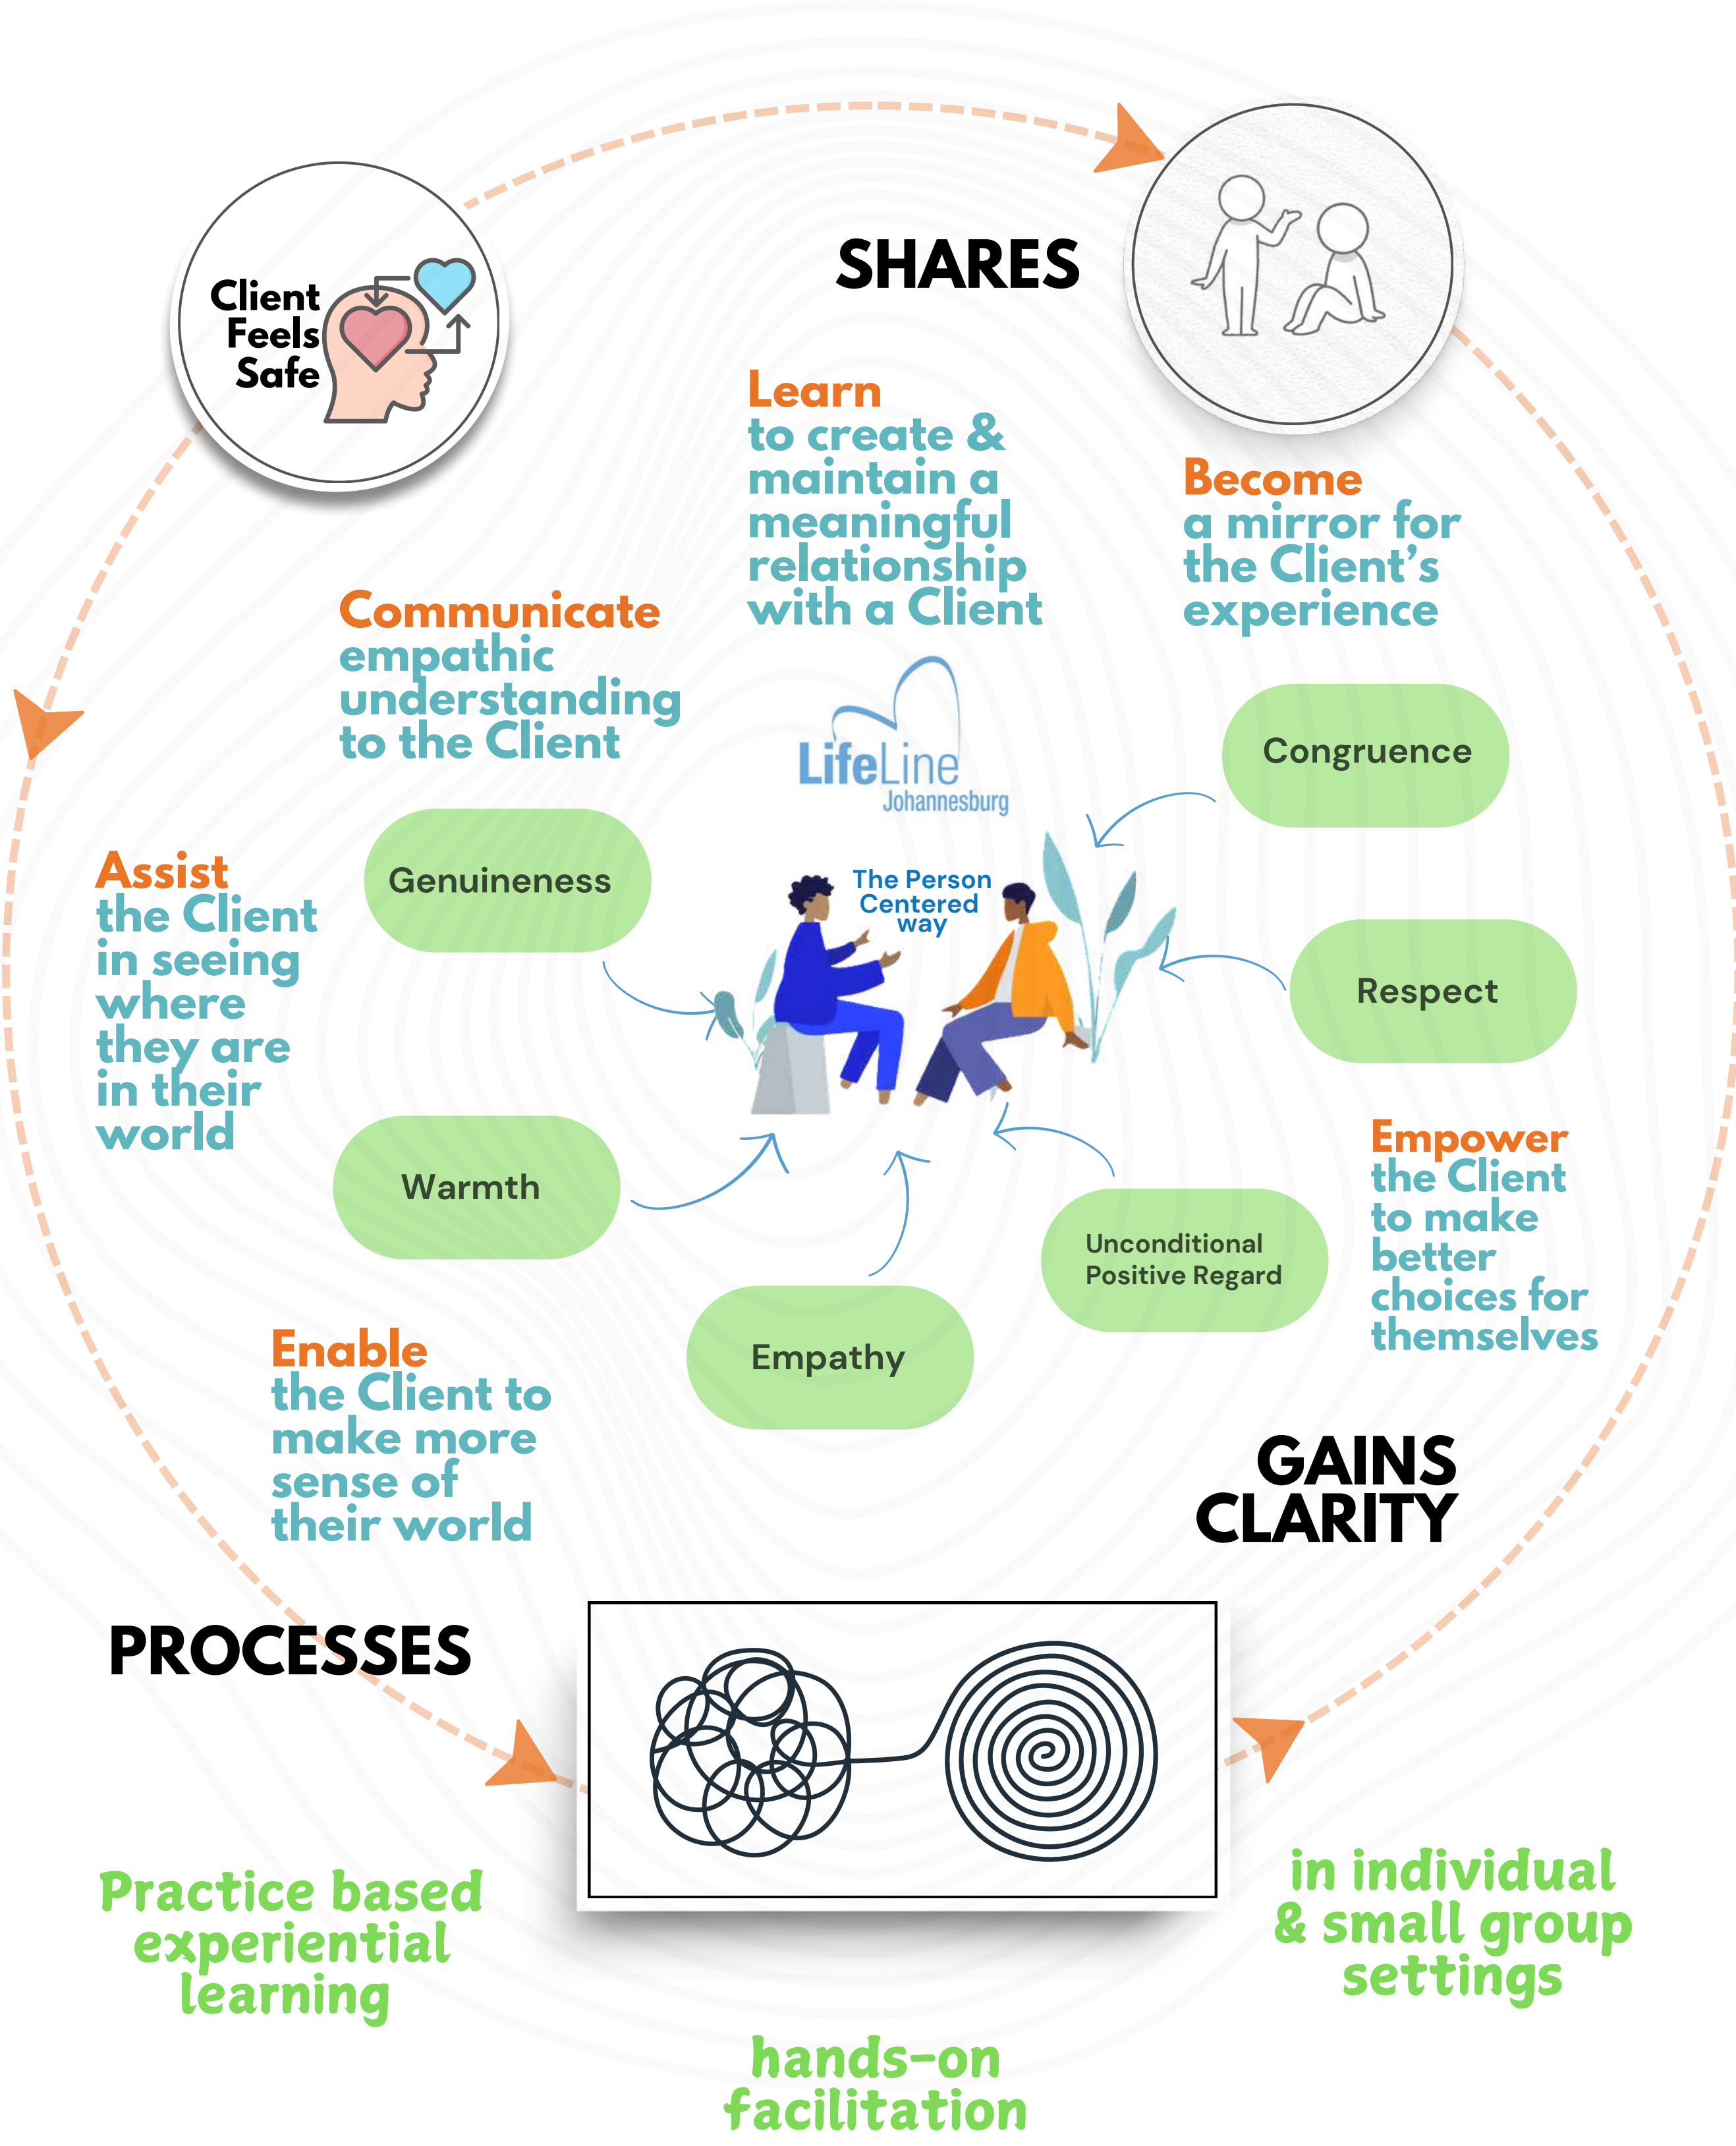 Client
Feels
Safe
SHARES
Learn
to create &
maintain a
meaningful
relationship
with a Client
Become
a mirror for
the Client's
experience
Communicate
empathic
understanding
to the Client
LifeLine
Johannesburg
Congruence
Genuineness
The Person
Centered
way
Assist
the Client
in seeing
where
they are
in their
world
Respect
Warmth
Empower
the Client
to make
better
choices for
themselves
Unconditional
Positive Regard
Empathy
Enable
the Client to
make more
sense of
their world
GAINS
CLARITY
PROCESSES
Practice based
experiential
learning
in individual
& small group
settings
hands-on
facilitation